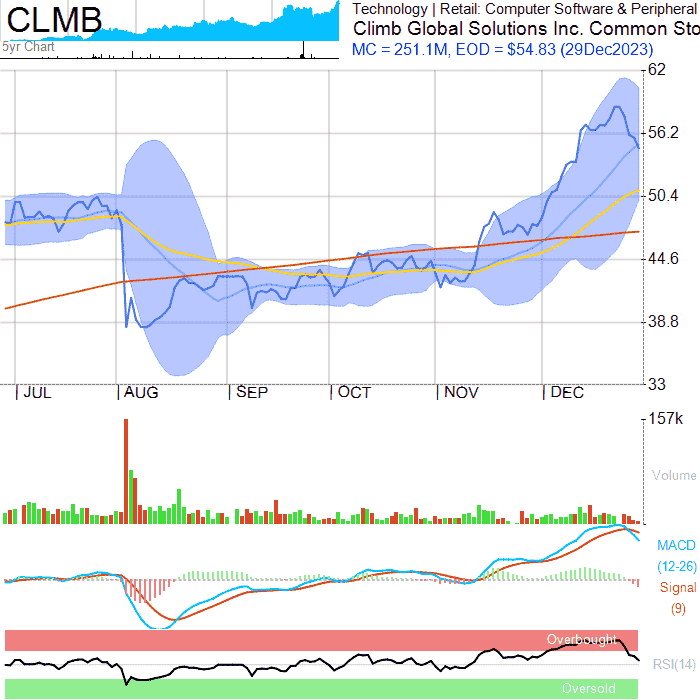 CLMB
5yr Chart
Technology | Retail: Computer Software & Peripheral
Climb Global Solutions Inc. Common Sto
MC = 251.1M, EOD = $54.83 (29Dec2023)
62
56.2
50.4
44.6
38.8
33
JUL AUG SEP OCT NOV DEC
157k
Volume
MACD
(12-26)
Signal
(9)
Overbought
RSI(14)
Oversold